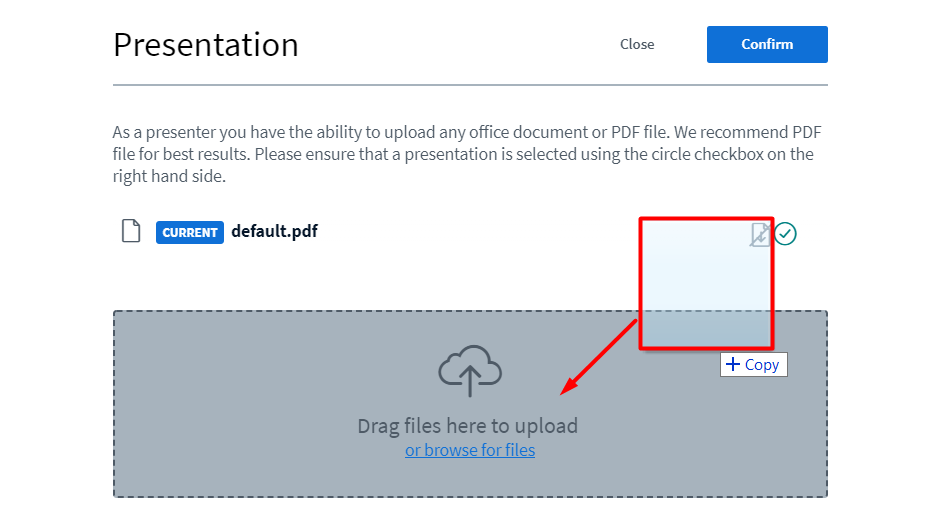 Presentation
Close
Confirm
As a presenter you have the ability to upload any office document or PDF file. We recommend PDF
file for best results. Please ensure that a presentation is selected using the circle checkbox on the
right hand side.
CURRENT default.pdf
+ Copy
Drag files here to upload
or browse for files